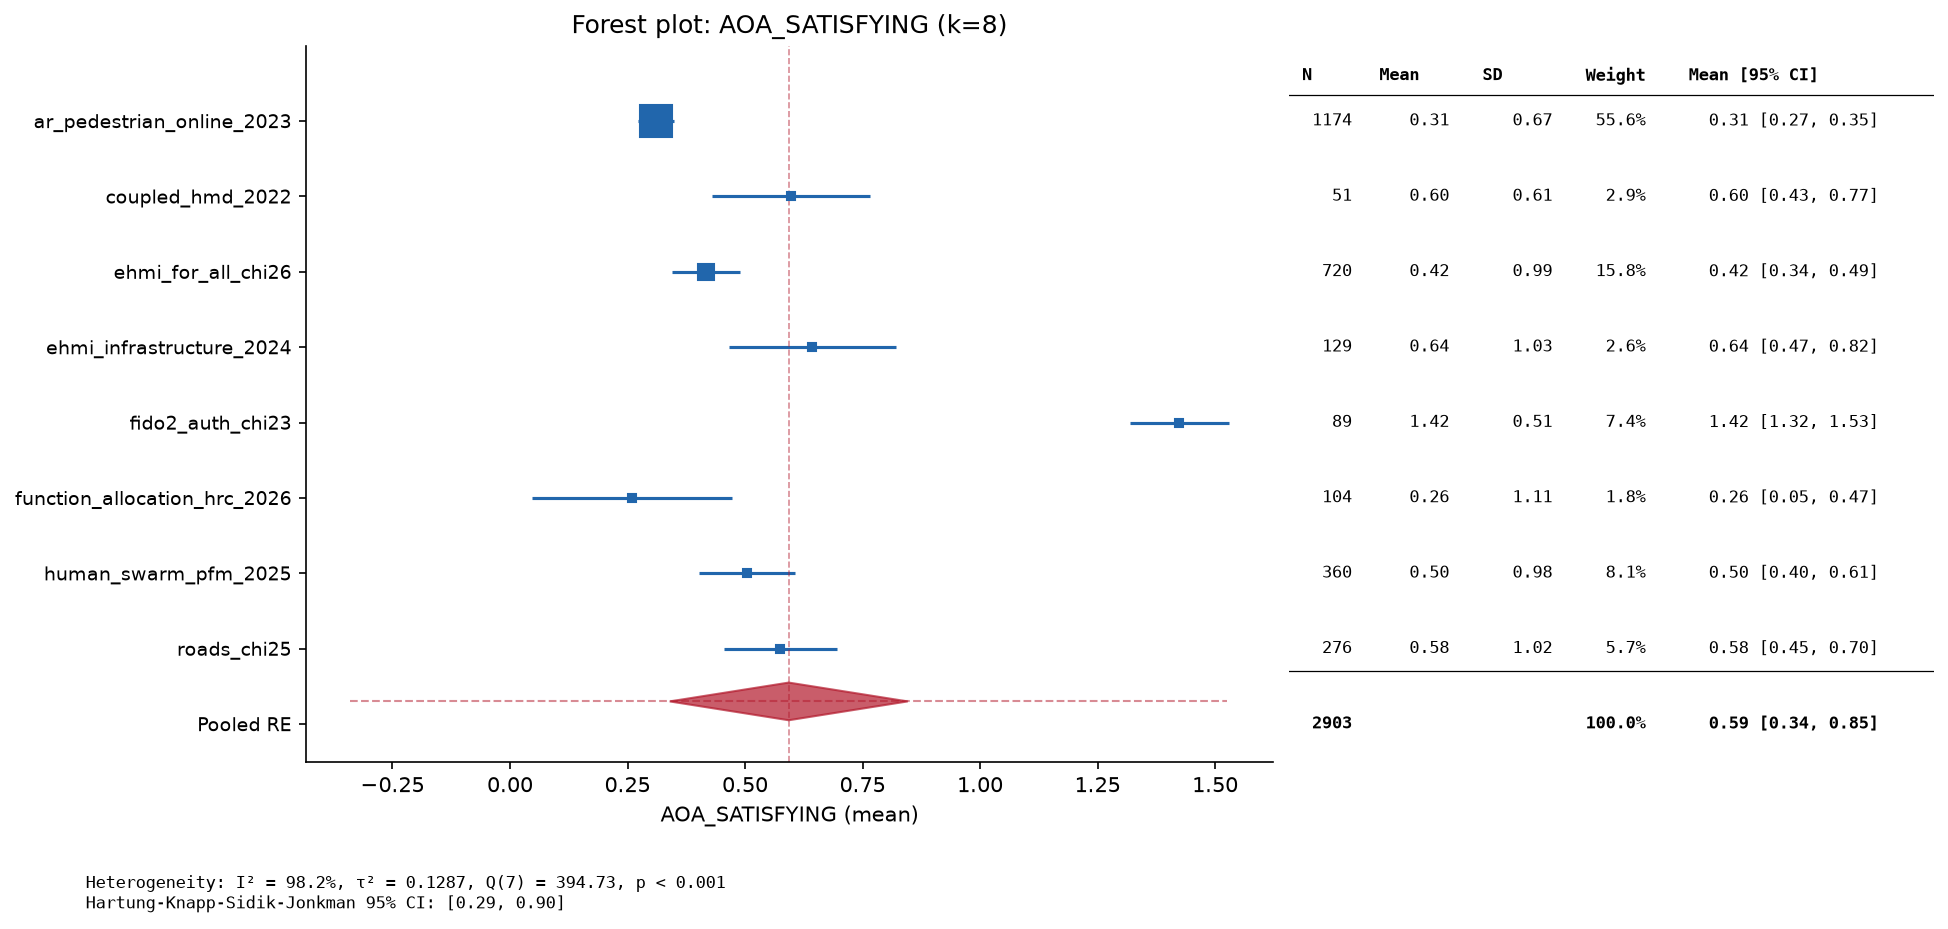 Forest plot: AOA_SATISFYING (k=8)
N Mean SD Weight Mean [95% CI]
ar_pedestrian_online_2023 1174 0.31 0.67 55.6% 0.31 [0.27, 0.35]
coupled_hmd_2022 51 0.60 0.61 2.9% 0.60 [0.43, 0.77]
ehmi_for_all_chi26 720 0.42 0.99 15.8% 0.42 [0.34, 0.49]
ehmi_infrastructure_2024 129 0.64 1.03 2.6% 0.64 [0.47, 0.82]
fido2_auth_chi23 89 1.42 0.51 7.4% 1.42 [1.32, 1.53]
function_allocation_hrc_2026 104 0.26 1.11 1.8% 0.26 [0.05, 0.47]
human_swarm_pfm_2025 360 0.50 0.98 8.1% 0.50 [0.40, 0.61]
roads_chi25 276 0.58 1.02 5.7% 0.58 [0.45, 0.70]
Pooled RE 2903 100.0% 0.59 [0.34, 0.85]
−0.25 0.00 0.25 0.50 0.75 1.00 1.25 1.50
AOA_SATISFYING (mean)
Heterogeneity: I² = 98.2%, τ² = 0.1287, Q(7) = 394.73, p < 0.001
Hartung-Knapp-Sidik-Jonkman 95% CI: [0.29, 0.90]